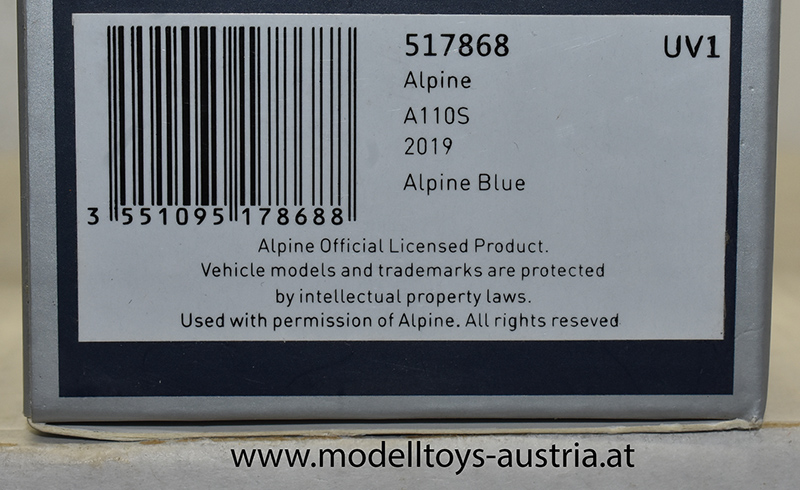 517868 UV1
Alpine
A110S
2019
Alpine Blue
3 551095 178688
Alpine Official Licensed Product.
Vehicle models and trademarks are protected
by intellectual property laws.
Used with permission of Alpine. All rights reseved
www.modelltoys-austria.at